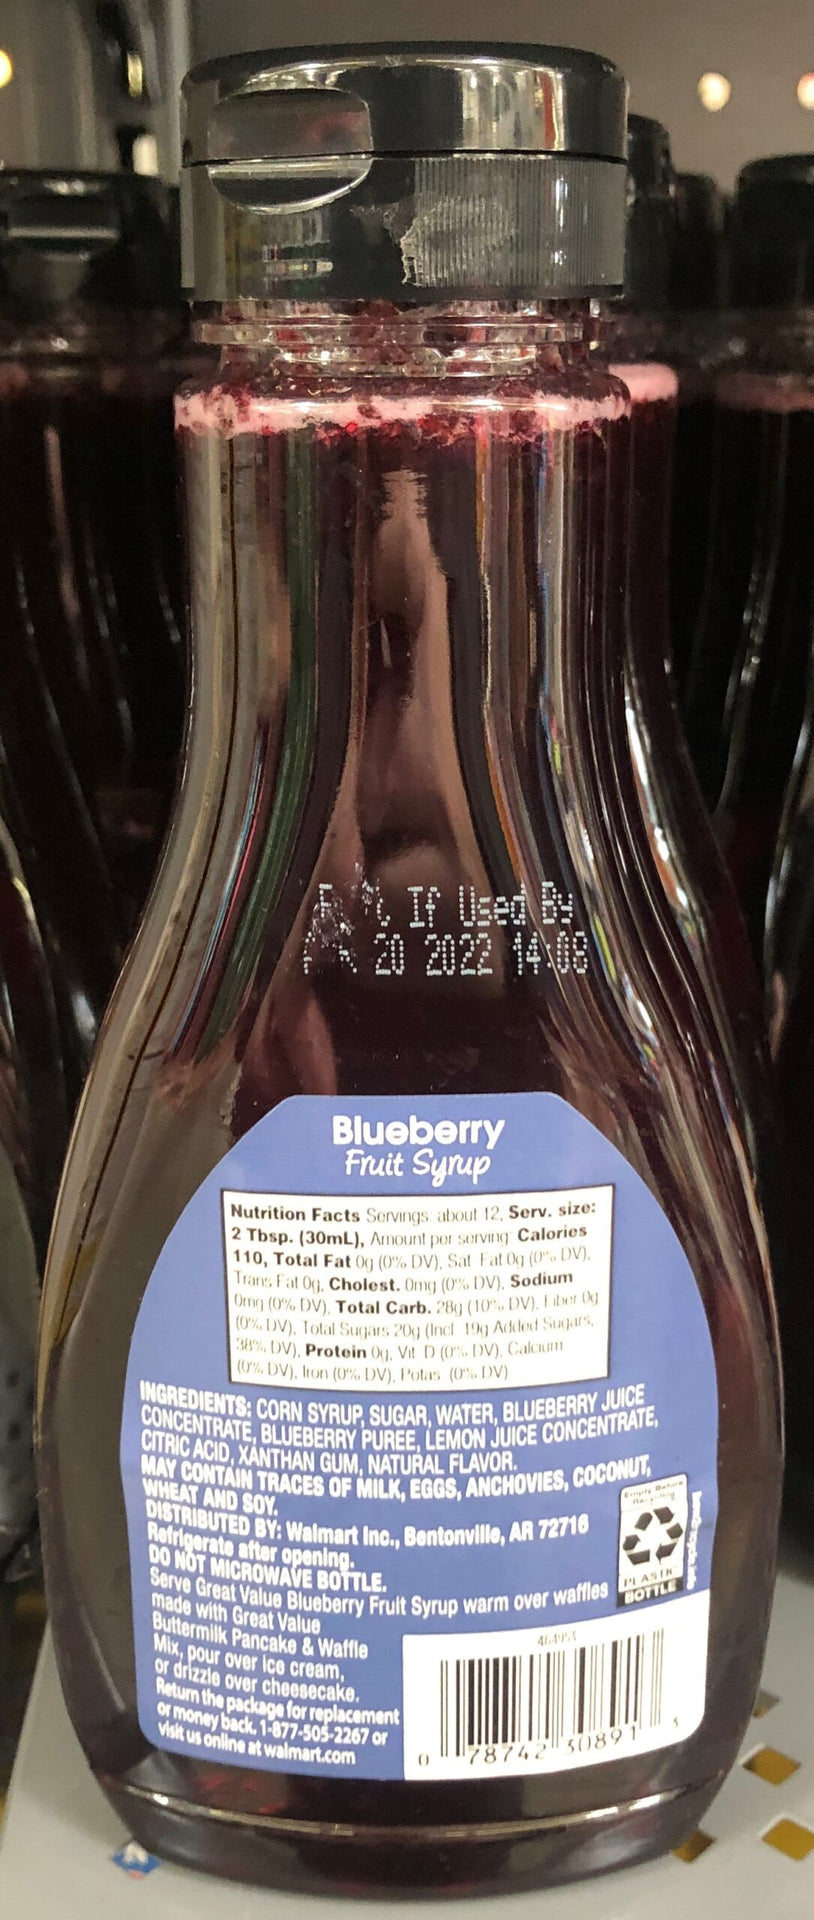 If Used By
20 2022 14:08
Blueberry
Fruit Syrup
Nutrition Facts Servings: about 12, Serv. size:
2 Tbsp. (30mL), Amount per serving: Calories
110, Total Fat 0g (0% DV), Sat. Fat 0g (0% DV),
Trans Fat 0g, Cholest. 0mg (0% DV), Sodium
0mg (0% DV), Total Carb. 28g (10% DV), Fiber 0g
(0% DV), Total Sugars 20g (Incl. 19g Added Sugars,
38% DV), Protein 0g, Vit. D (0% DV), Calcium
(0% DV), Iron (0% DV), Potas. (0% DV)
INGREDIENTS: CORN SYRUP, SUGAR, WATER, BLUEBERRY JUICE
CONCENTRATE, BLUEBERRY PUREE, LEMON JUICE CONCENTRATE,
CITRIC ACID, XANTHAN GUM, NATURAL FLAVOR.
MAY CONTAIN TRACES OF MILK, EGGS, ANCHOVIES, COCONUT,
WHEAT AND SOY.
DISTRIBUTED BY: Walmart Inc., Bentonville, AR 72716
Refrigerate after opening.
DO NOT MICROWAVE BOTTLE.
Serve Great Value Blueberry Fruit Syrup warm over waffles
made with Great Value
Buttermilk Pancake & Waffle
Mix, pour over ice cream,
or drizzle over cheesecake.
Return the package for replacement
or money back. 1-877-505-2267 or
visit us online at walmart.com
Empty Before
Recycling
PLASTIC
BOTTLE
464953
0 78742 30891 3